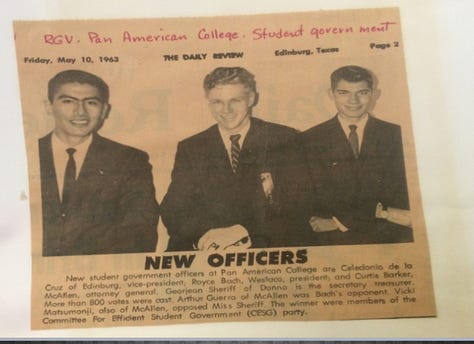 RGV. Pan American College. Student government
Friday, May 10, 1963 THE DAILY REVIEW Edinburg, Texas Page 2
NEW OFFICERS
New student government officers at Pan American College are Celedonio de la
Cruz of Edinburg, vice-president; Royce Bach, Weslaco, president; and Curtis Barker,
McAllen, attorney general. Georjean Sheriff of Donna is the secretary treasurer.
More than 800 votes were cast. Arthur Guerra of McAllen was Bach's opponent. Vicki
Matsumonji, also of McAllen, opposed Miss Sheriff. The winner were members of the
Committee For Efficient Student Government (CESG) party.